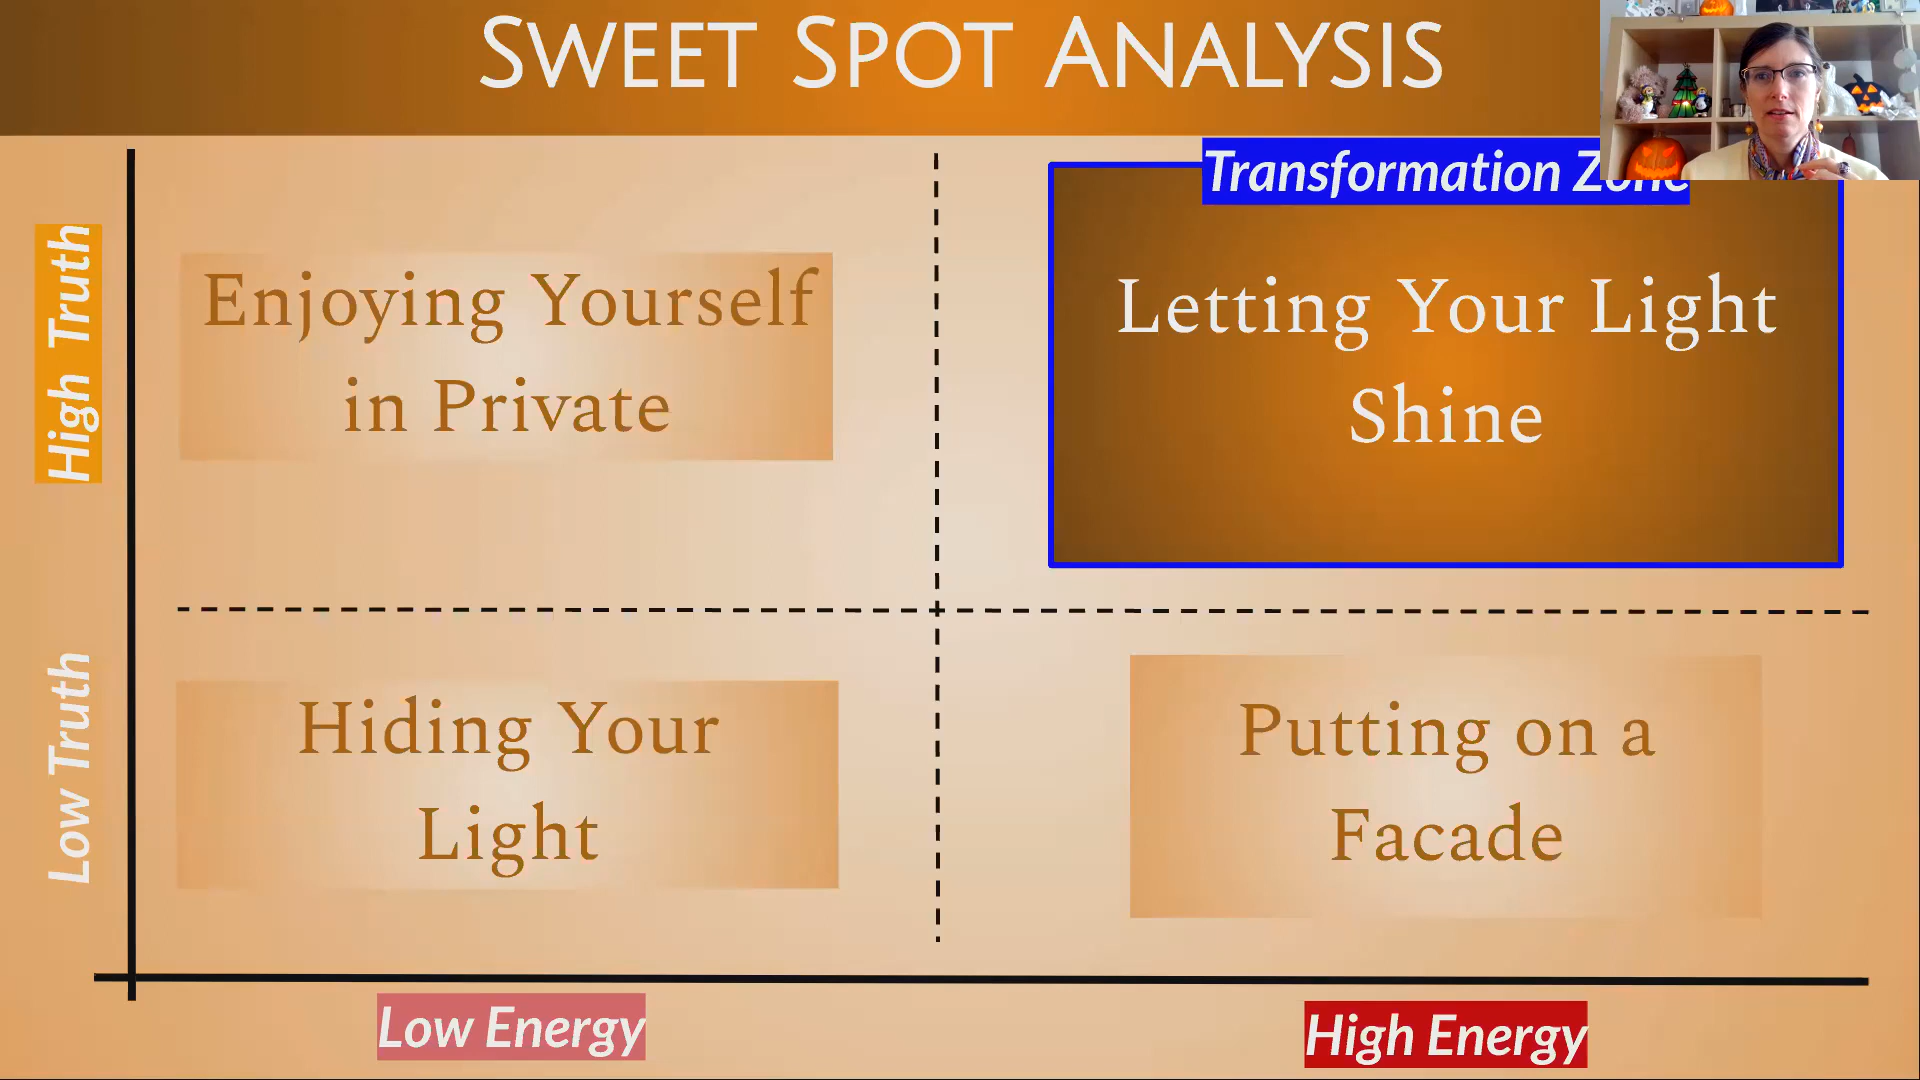 SWEET SPOT ANALYSIS
Transformation Zone
High Truth
Enjoying Yourself
in Private
Letting Your Light
Shine
Low Truth
Hiding Your
Light
Putting on a
Facade
Low Energy
High Energy